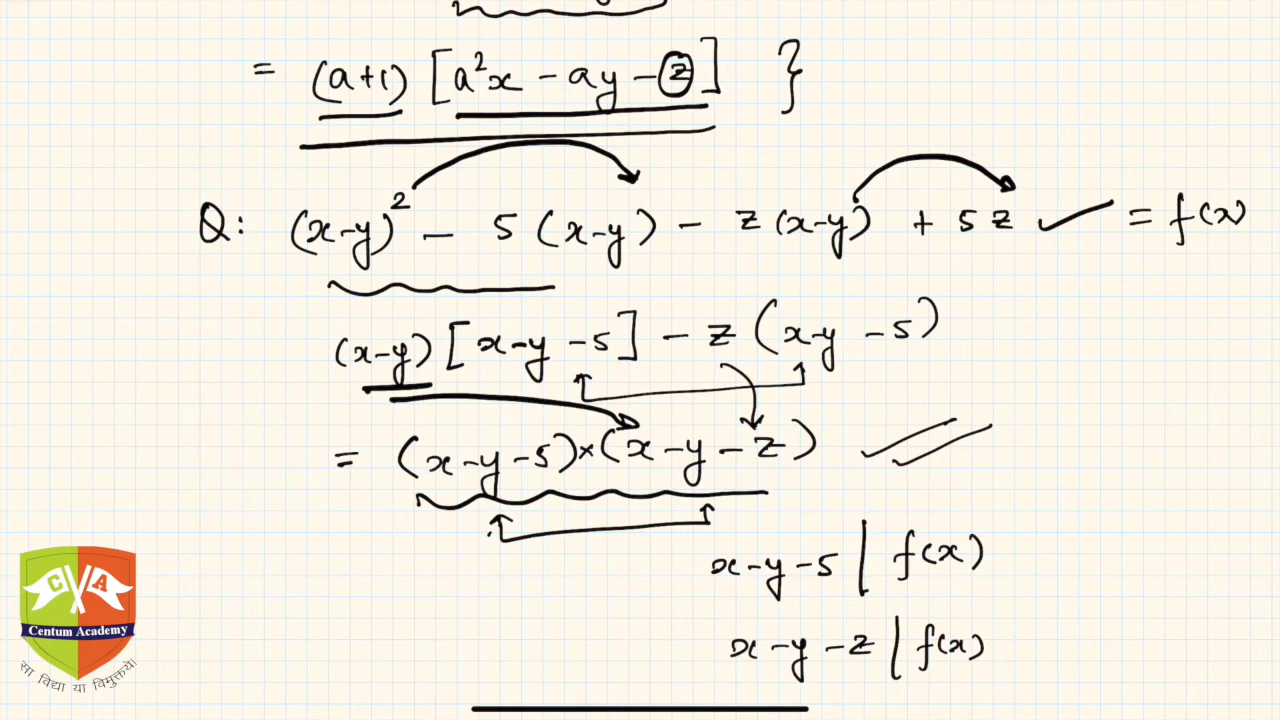 = (a+1) [a²x - ay - z] }
Q: (x-y)² - 5(x-y) - z(x-y) + 5z ✓ = f(x)
(x-y) [x-y-5] - z(x-y-5)
= (x-y-5)×(x-y-z)
x-y-5 | f(x)
x-y-z | f(x)
C A
Centum Academy
सा विद्या या विमुक्तये।